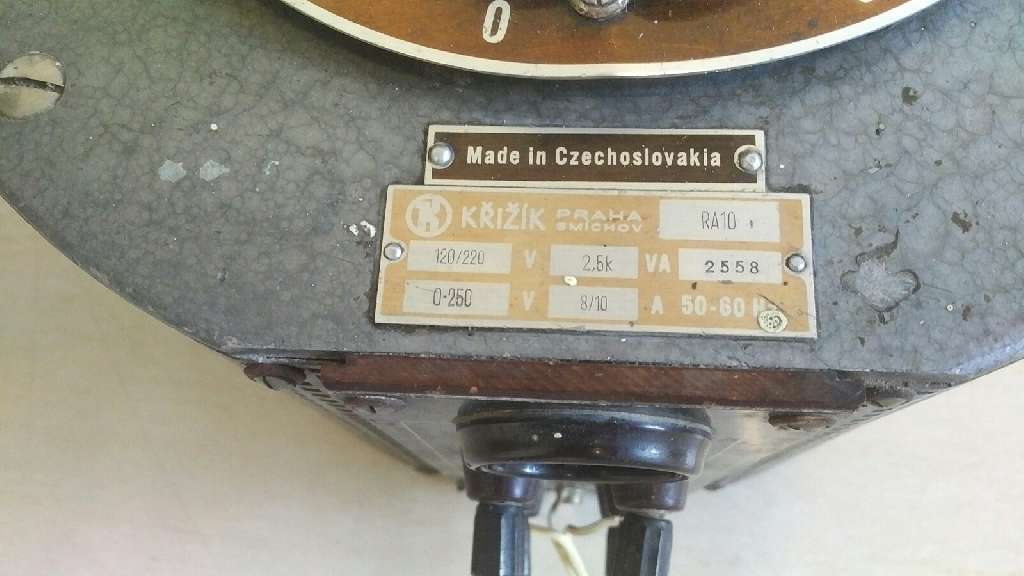 0
Made in Czechoslovakia
KŘIŽÍK PRAHA SMÍCHOV RA10
120/220 V 2,5k VA 2558
0-250 V 8/10 A 50-60 Hz